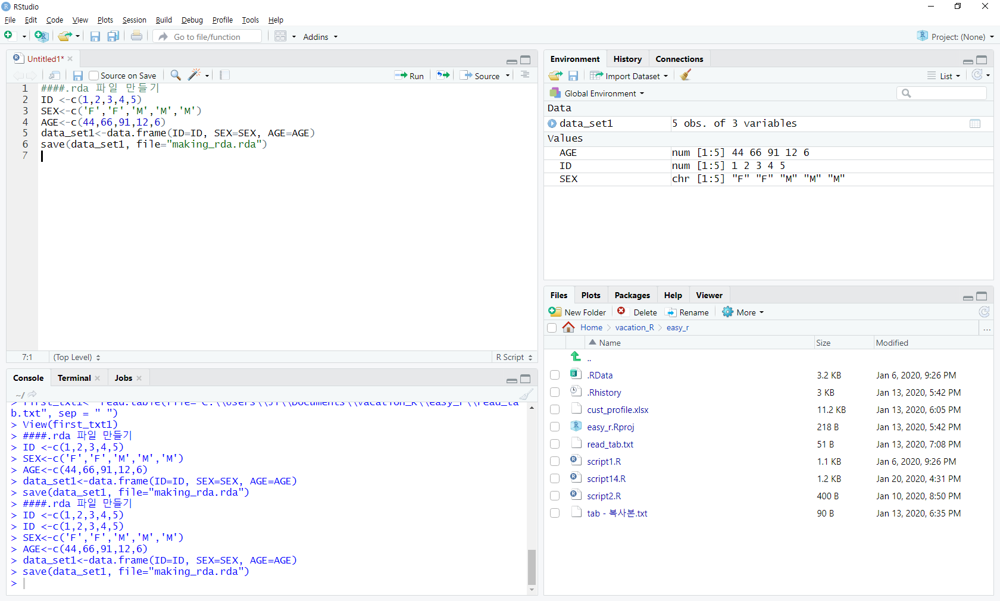 RStudio
File Edit Code View Plots Session Build Debug Profile Tools Help
Go to file/function Addins Project: (None)
Untitled1*
Source on Save Run Source
1 ####.rda 파일 만들기
2 ID <-c(1,2,3,4,5)
3 SEX<-c('F','F','M','M','M')
4 AGE<-c(44,66,91,12,6)
5 data_set1<-data.frame(ID=ID, SEX=SEX, AGE=AGE)
6 save(data_set1, file="making_rda.rda")
7
7:1 (Top Level) R Script
Console Terminal Jobs
~/
> first_txt1<- read.table(file="C:\\Users\\JY\\Documents\\vacation_R\\easy_r\\read_ta
b.txt", sep = " ")
> View(first_txt1)
> ####.rda 파일 만들기
> ID <-c(1,2,3,4,5)
> SEX<-c('F','F','M','M','M')
> AGE<-c(44,66,91,12,6)
> data_set1<-data.frame(ID=ID, SEX=SEX, AGE=AGE)
> save(data_set1, file="making_rda.rda")
> ####.rda 파일 만들기
> ID <-c(1,2,3,4,5)
> ID <-c(1,2,3,4,5)
> SEX<-c('F','F','M','M','M')
> AGE<-c(44,66,91,12,6)
> data_set1<-data.frame(ID=ID, SEX=SEX, AGE=AGE)
> save(data_set1, file="making_rda.rda")
>
Environment History Connections
Import Dataset List
Global Environment
Data
data_set1 5 obs. of 3 variables
Values
AGE num [1:5] 44 66 91 12 6
ID num [1:5] 1 2 3 4 5
SEX chr [1:5] "F" "F" "M" "M" "M"
Files Plots Packages Help Viewer
New Folder Delete Rename More
Home vacation_R easy_r ...
Name Size Modified
..
.RData 3.2 KB Jan 6, 2020, 9:26 PM
.Rhistory 3 KB Jan 13, 2020, 5:42 PM
cust_profile.xlsx 11.2 KB Jan 13, 2020, 6:05 PM
easy_r.Rproj 218 B Jan 13, 2020, 5:42 PM
read_tab.txt 51 B Jan 13, 2020, 7:08 PM
script1.R 1.1 KB Jan 6, 2020, 9:26 PM
script14.R 1.2 KB Jan 20, 2020, 4:31 PM
script2.R 400 B Jan 10, 2020, 8:50 PM
tab - 복사본.txt 90 B Jan 13, 2020, 6:35 PM